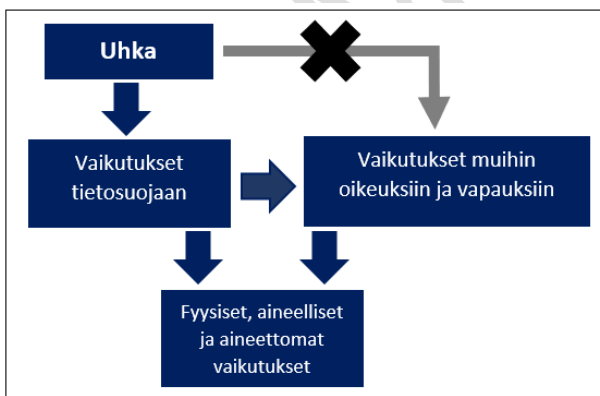 Uhka
Vaikutukset
tietosuojaan
Vaikutukset muihin
oikeuksiin ja vapauksiin
Fyysiset, aineelliset
ja aineettomat
vaikutukset